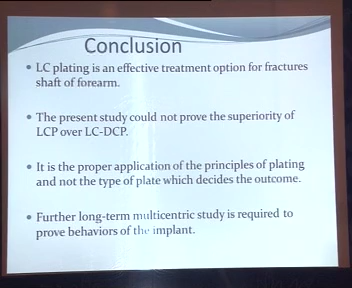 Conclusion
• LC plating is an effective treatment option for fractures
shaft of forearm.
• The present study could not prove the superiority of
LCP over LC-DCP.
• It is the proper application of the principles of plating
and not the type of plate which decides the outcome.
• Further long-term multicentric study is required to
prove behaviors of the implant.